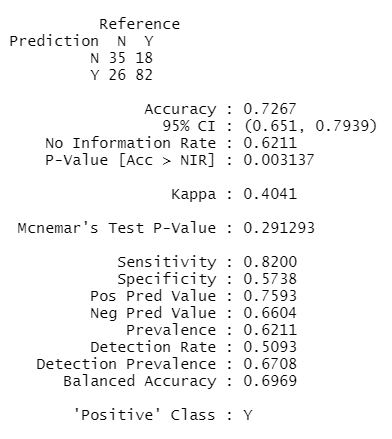 Reference
Prediction N Y
N 35 18
Y 26 82
Accuracy : 0.7267
95% CI : (0.651, 0.7939)
No Information Rate : 0.6211
P-Value [Acc > NIR] : 0.003137
Kappa : 0.4041
Mcnemar's Test P-Value : 0.291293
Sensitivity : 0.8200
Specificity : 0.5738
Pos Pred Value : 0.7593
Neg Pred Value : 0.6604
Prevalence : 0.6211
Detection Rate : 0.5093
Detection Prevalence : 0.6708
Balanced Accuracy : 0.6969
'Positive' Class : Y